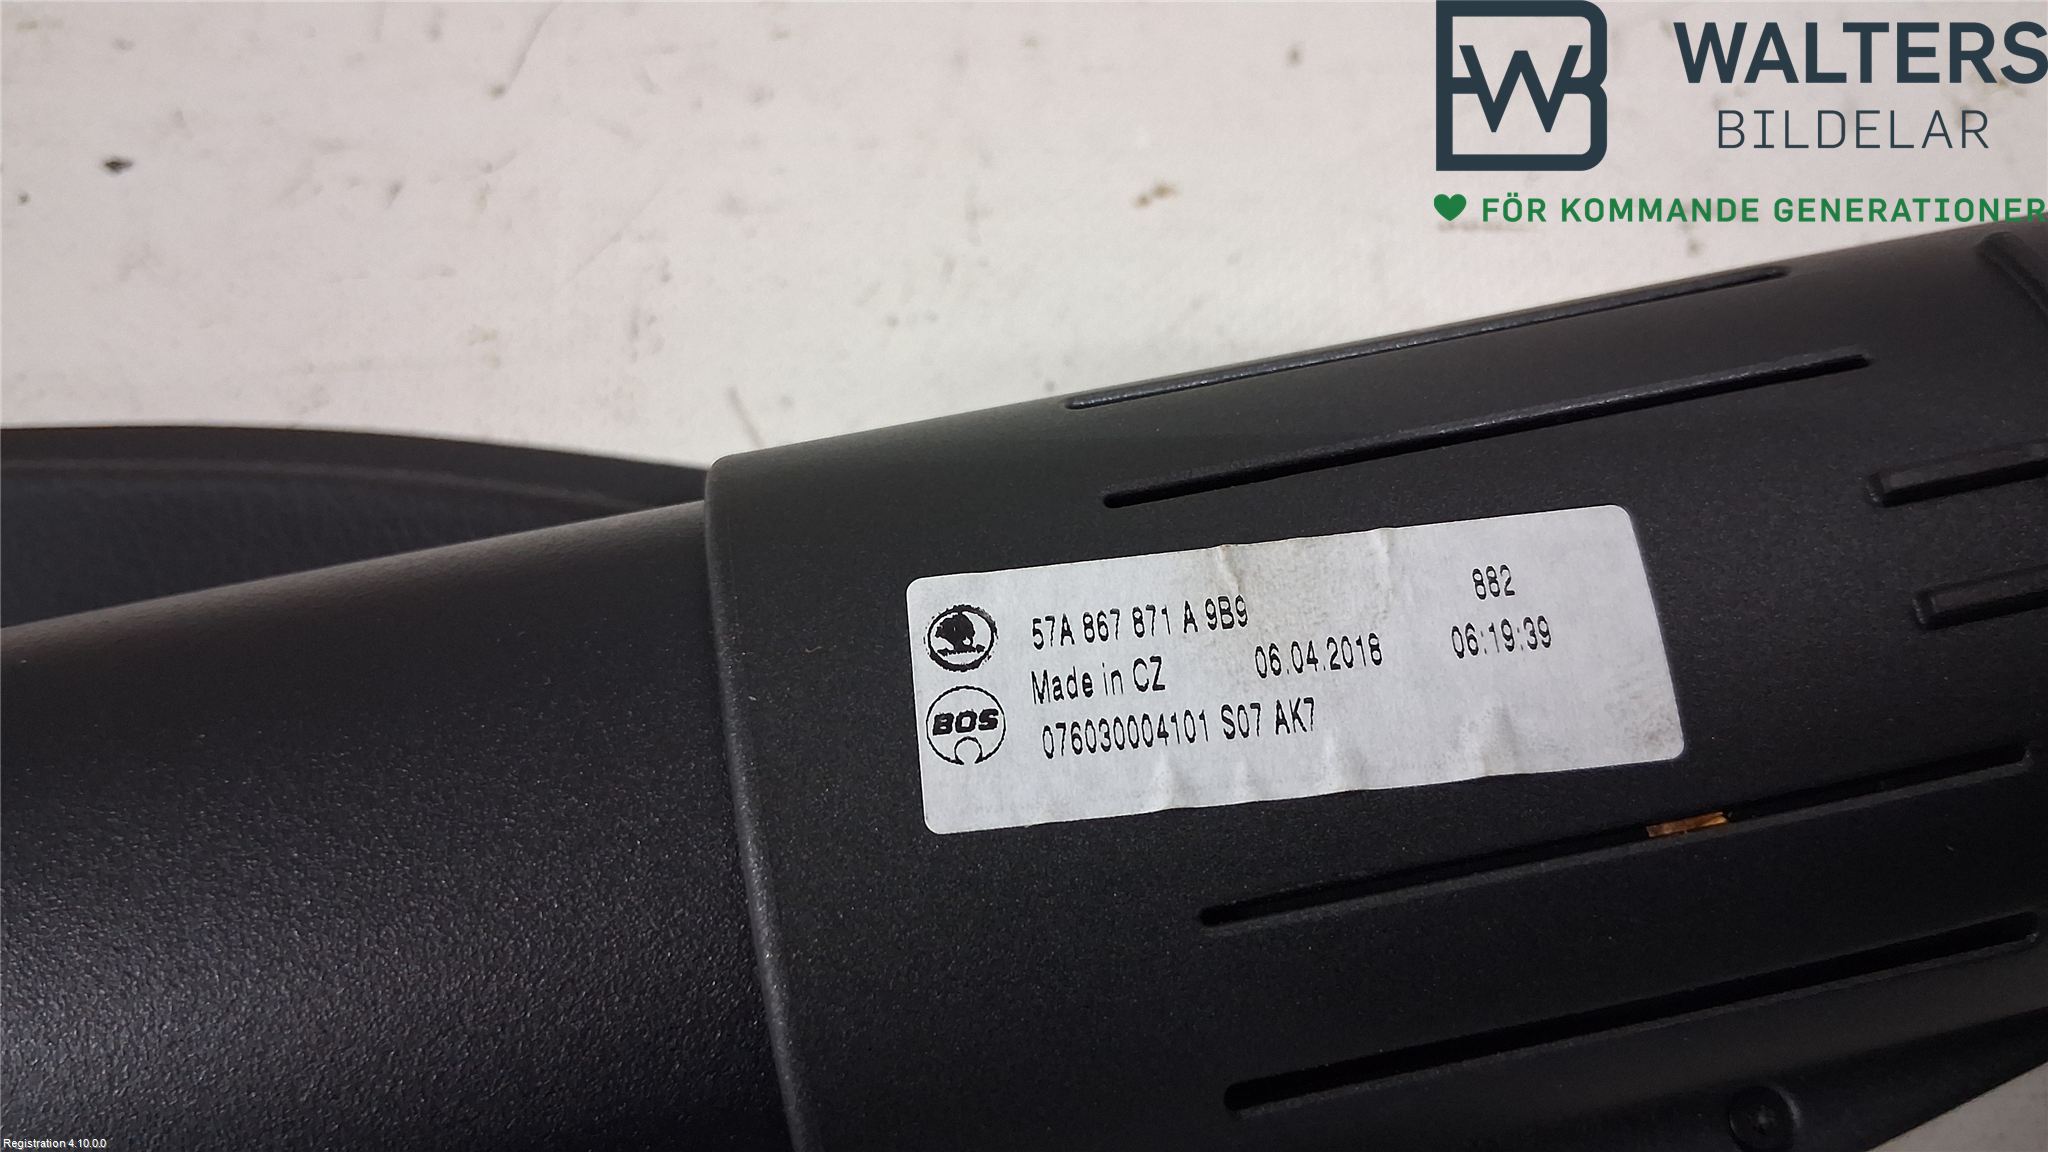 WALTERS
BILDELAR
FÖR KOMMANDE GENERATIONER
882
57A 867 871 A 9B9
Made in CZ 06.04.2018 06:19:39
BOS
076030004101 S07 AK7
Registration 4.10.0.0